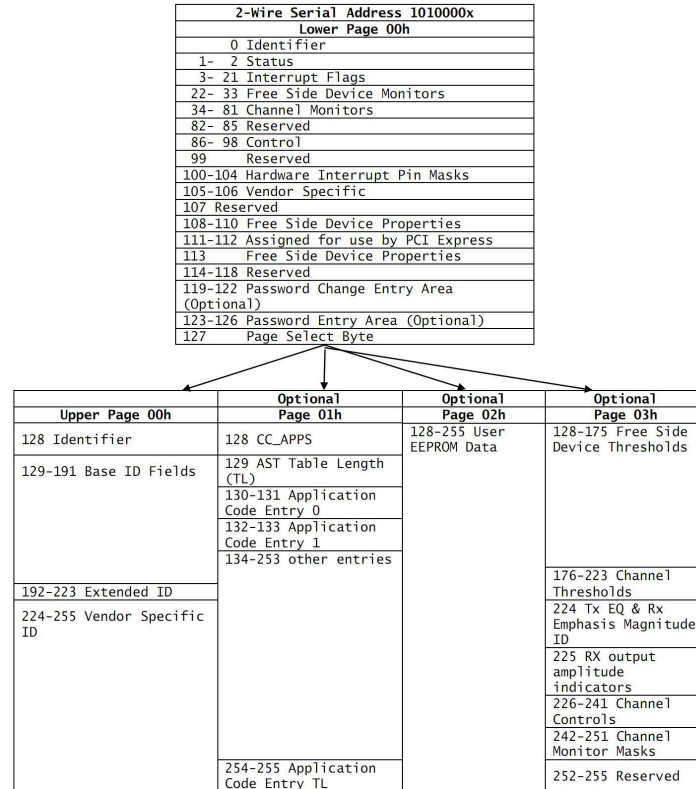 2-Wire Serial Address 1010000x
Lower Page 00h
0 Identifier
1- 2 Status
3- 21 Interrupt Flags
22- 33 Free Side Device Monitors
34- 81 Channel Monitors
82- 85 Reserved
86- 98 Control
99 Reserved
100-104 Hardware Interrupt Pin Masks
105-106 Vendor Specific
107 Reserved
108-110 Free Side Device Properties
111-112 Assigned for use by PCI Express
113 Free Side Device Properties
114-118 Reserved
119-122 Password Change Entry Area
(Optional)
123-126 Password Entry Area (Optional)
127 Page Select Byte
Upper Page 00h
128 Identifier
129-191 Base ID Fields
192-223 Extended ID
224-255 Vendor Specific
ID
Optional
Page 01h
128 CC_APPS
129 AST Table Length
(TL)
130-131 Application
Code Entry 0
132-133 Application
Code Entry 1
134-253 other entries
254-255 Application
Code Entry TL
Optional
Page 02h
128-255 User
EEPROM Data
Optional
Page 03h
128-175 Free Side
Device Thresholds
176-223 Channel
Thresholds
224 Tx EQ & Rx
Emphasis Magnitude
ID
225 RX output
amplitude
indicators
226-241 Channel
Controls
242-251 Channel
Monitor Masks
252-255 Reserved